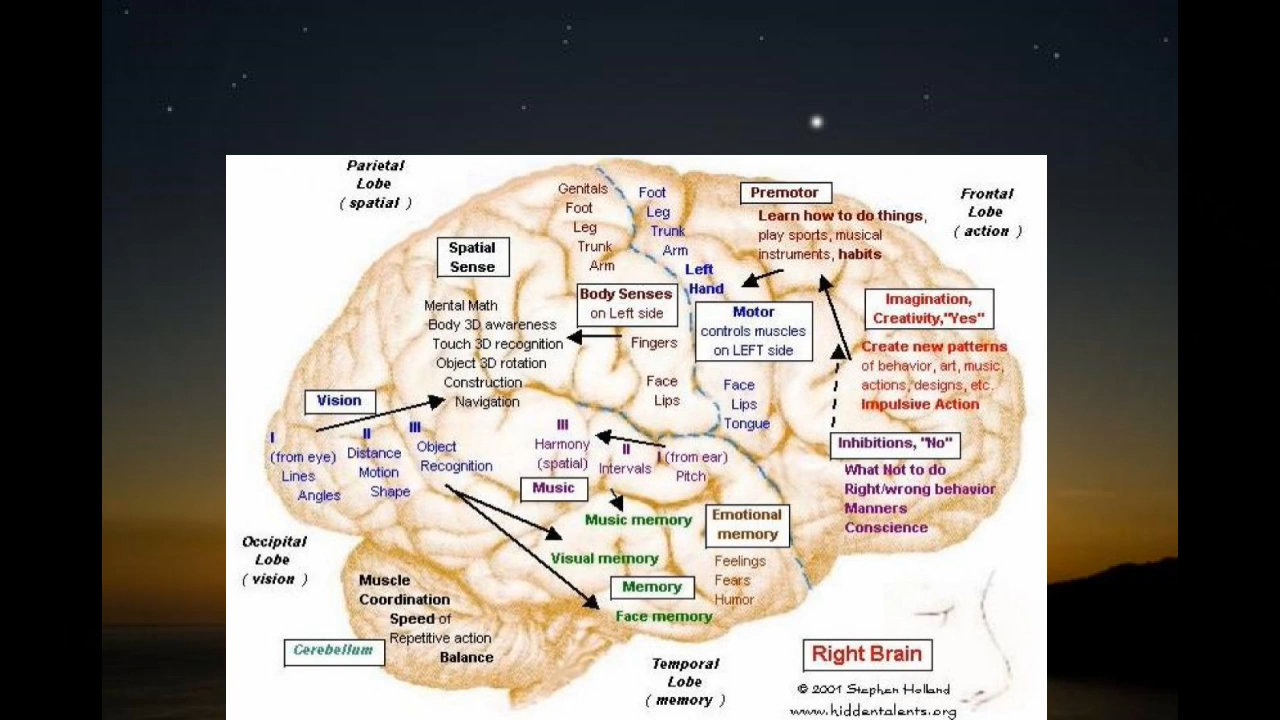 Parietal
Lobe
( spatial )
Genitals
Foot
Leg
Trunk
Arm
Foot
Leg
Trunk
Arm
Left
Hand
Premotor
Learn how to do things,
play sports, musical
instruments, habits
Frontal
Lobe
( action )
Spatial
Sense
Mental Math
Body 3D awareness
Touch 3D recognition
Object 3D rotation
Construction
Navigation
Body Senses
on Left side
Fingers
Face
Lips
Motor
controls muscles
on LEFT side
Face
Lips
Tongue
Imagination,
Creativity,"Yes"
Create new patterns
of behavior, art, music,
actions, designs, etc.
Impulsive Action
Inhibitions, "No"
What Not to do
Right/wrong behavior
Manners
Conscience
Vision
I
(from eye)
Lines
Angles
II
Distance
Motion
Shape
III
Object
Recognition
III
Harmony
(spatial)
II
Intervals
I (from ear)
Pitch
Music
Music memory
Visual memory
Memory
Face memory
Emotional
memory
Feelings
Fears
Humor
Occipital
Lobe
( vision )
Muscle
Coordination
Speed of
Repetitive action
Balance
Cerebellum
Temporal
Lobe
( memory )
Right Brain
© 2001 Stephen Holland
www.hiddentalents.org